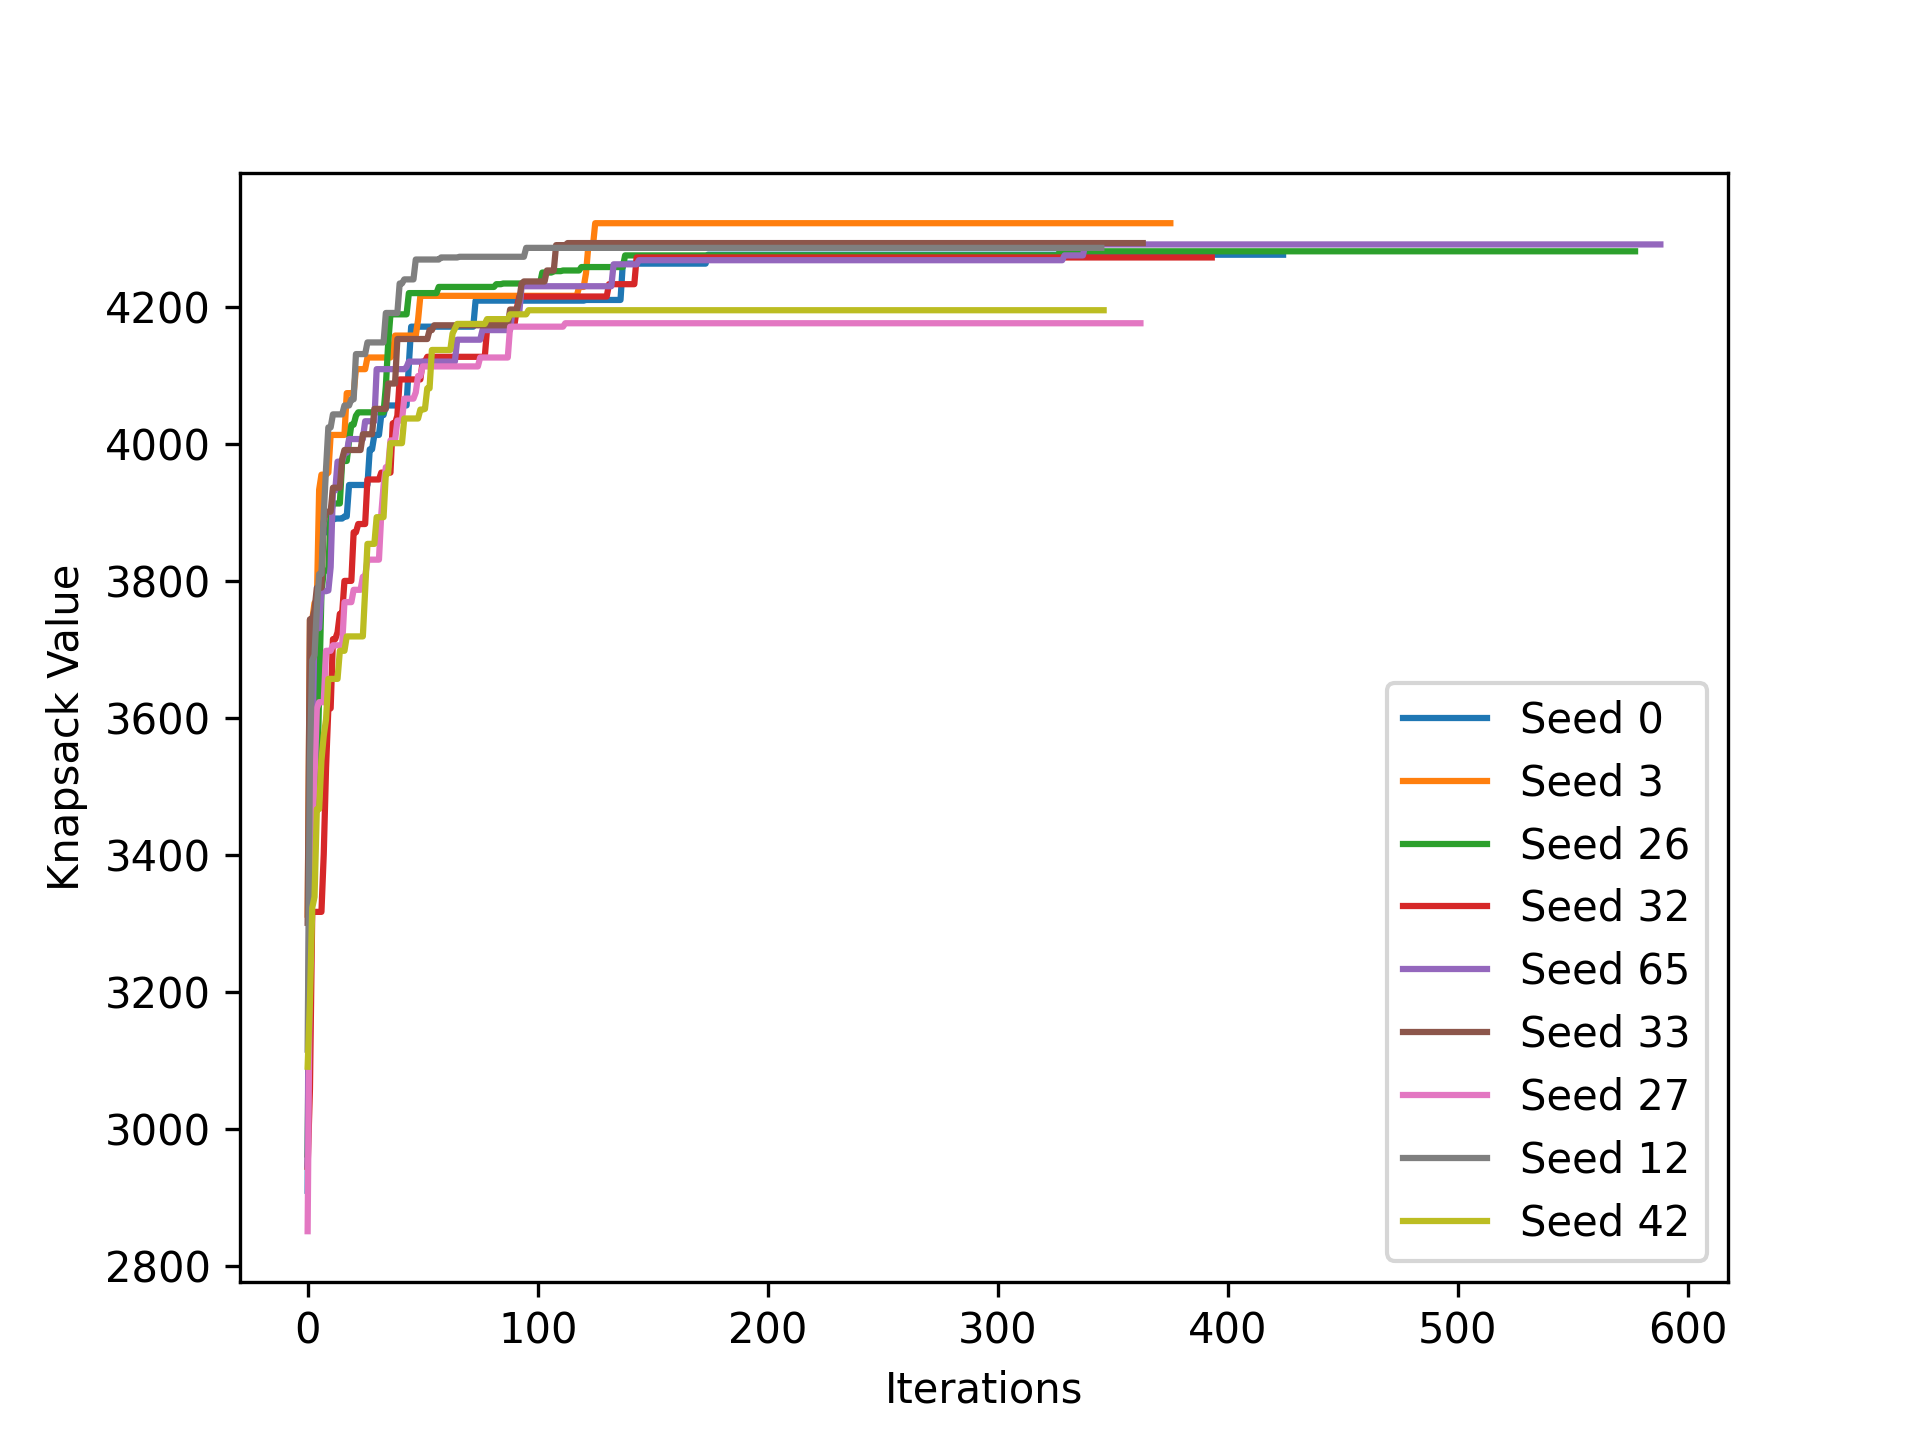 4200
4000
3800
3600
3400
3200
3000
2800
Knapsack Value
0 100 200 300 400 500 600
Iterations
Seed 0
Seed 3
Seed 26
Seed 32
Seed 65
Seed 33
Seed 27
Seed 12
Seed 42